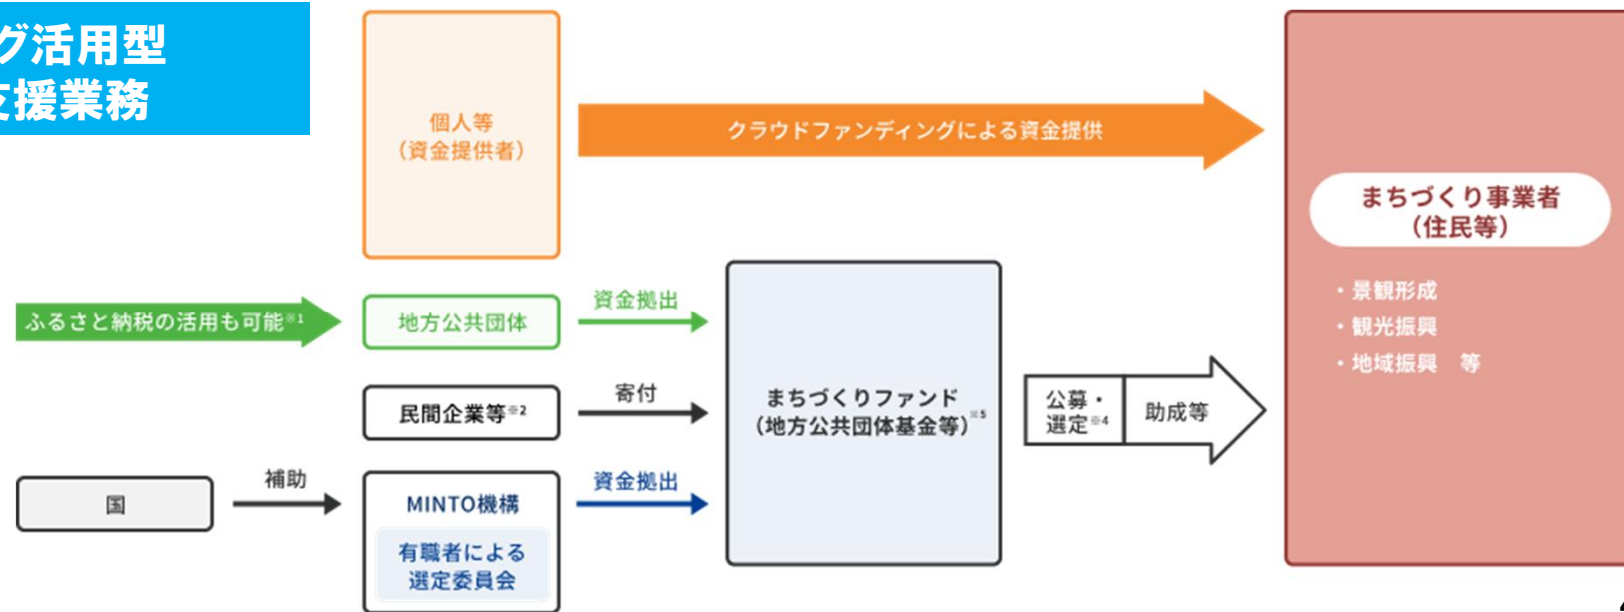 グ活用型
支援業務
個人等
（資金提供者）
クラウドファンディングによる資金提供
まちづくり事業者
（住民等）
・景観形成
・観光振興
・地域振興　等
ふるさと納税の活用も可能※1
地方公共団体
資金拠出
民間企業等※2
寄付
まちづくりファンド
（地方公共団体基金等）※5
公募・
選定※4
助成等
国
補助
MINTO機構
有職者による
選定委員会
資金拠出